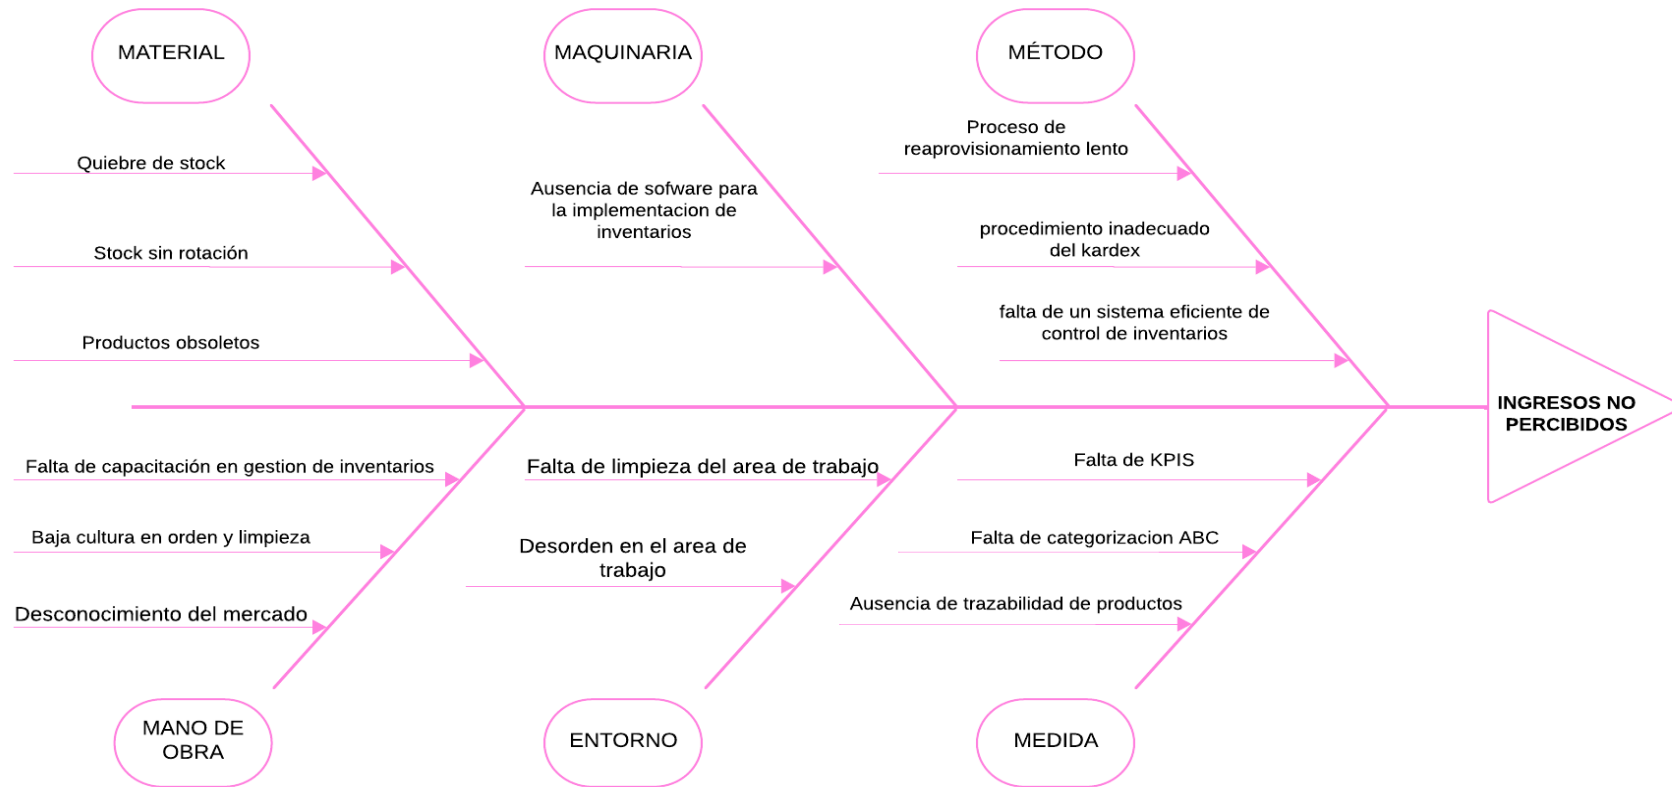 MATERIAL
MAQUINARIA
MÉTODO
Proceso de
reaprovisionamiento lento
Quiebre de stock
Ausencia de sofware para
la implementacion de
inventarios
procedimiento inadecuado
del kardex
Stock sin rotación
falta de un sistema eficiente de
control de inventarios
Productos obsoletos
INGRESOS NO
PERCIBIDOS
Falta de capacitación en gestion de inventarios
Falta de limpieza del area de trabajo
Falta de KPIS
Baja cultura en orden y limpieza
Desorden en el area de
trabajo
Falta de categorizacion ABC
Desconocimiento del mercado
Ausencia de trazabilidad de productos
MANO DE
OBRA
ENTORNO
MEDIDA